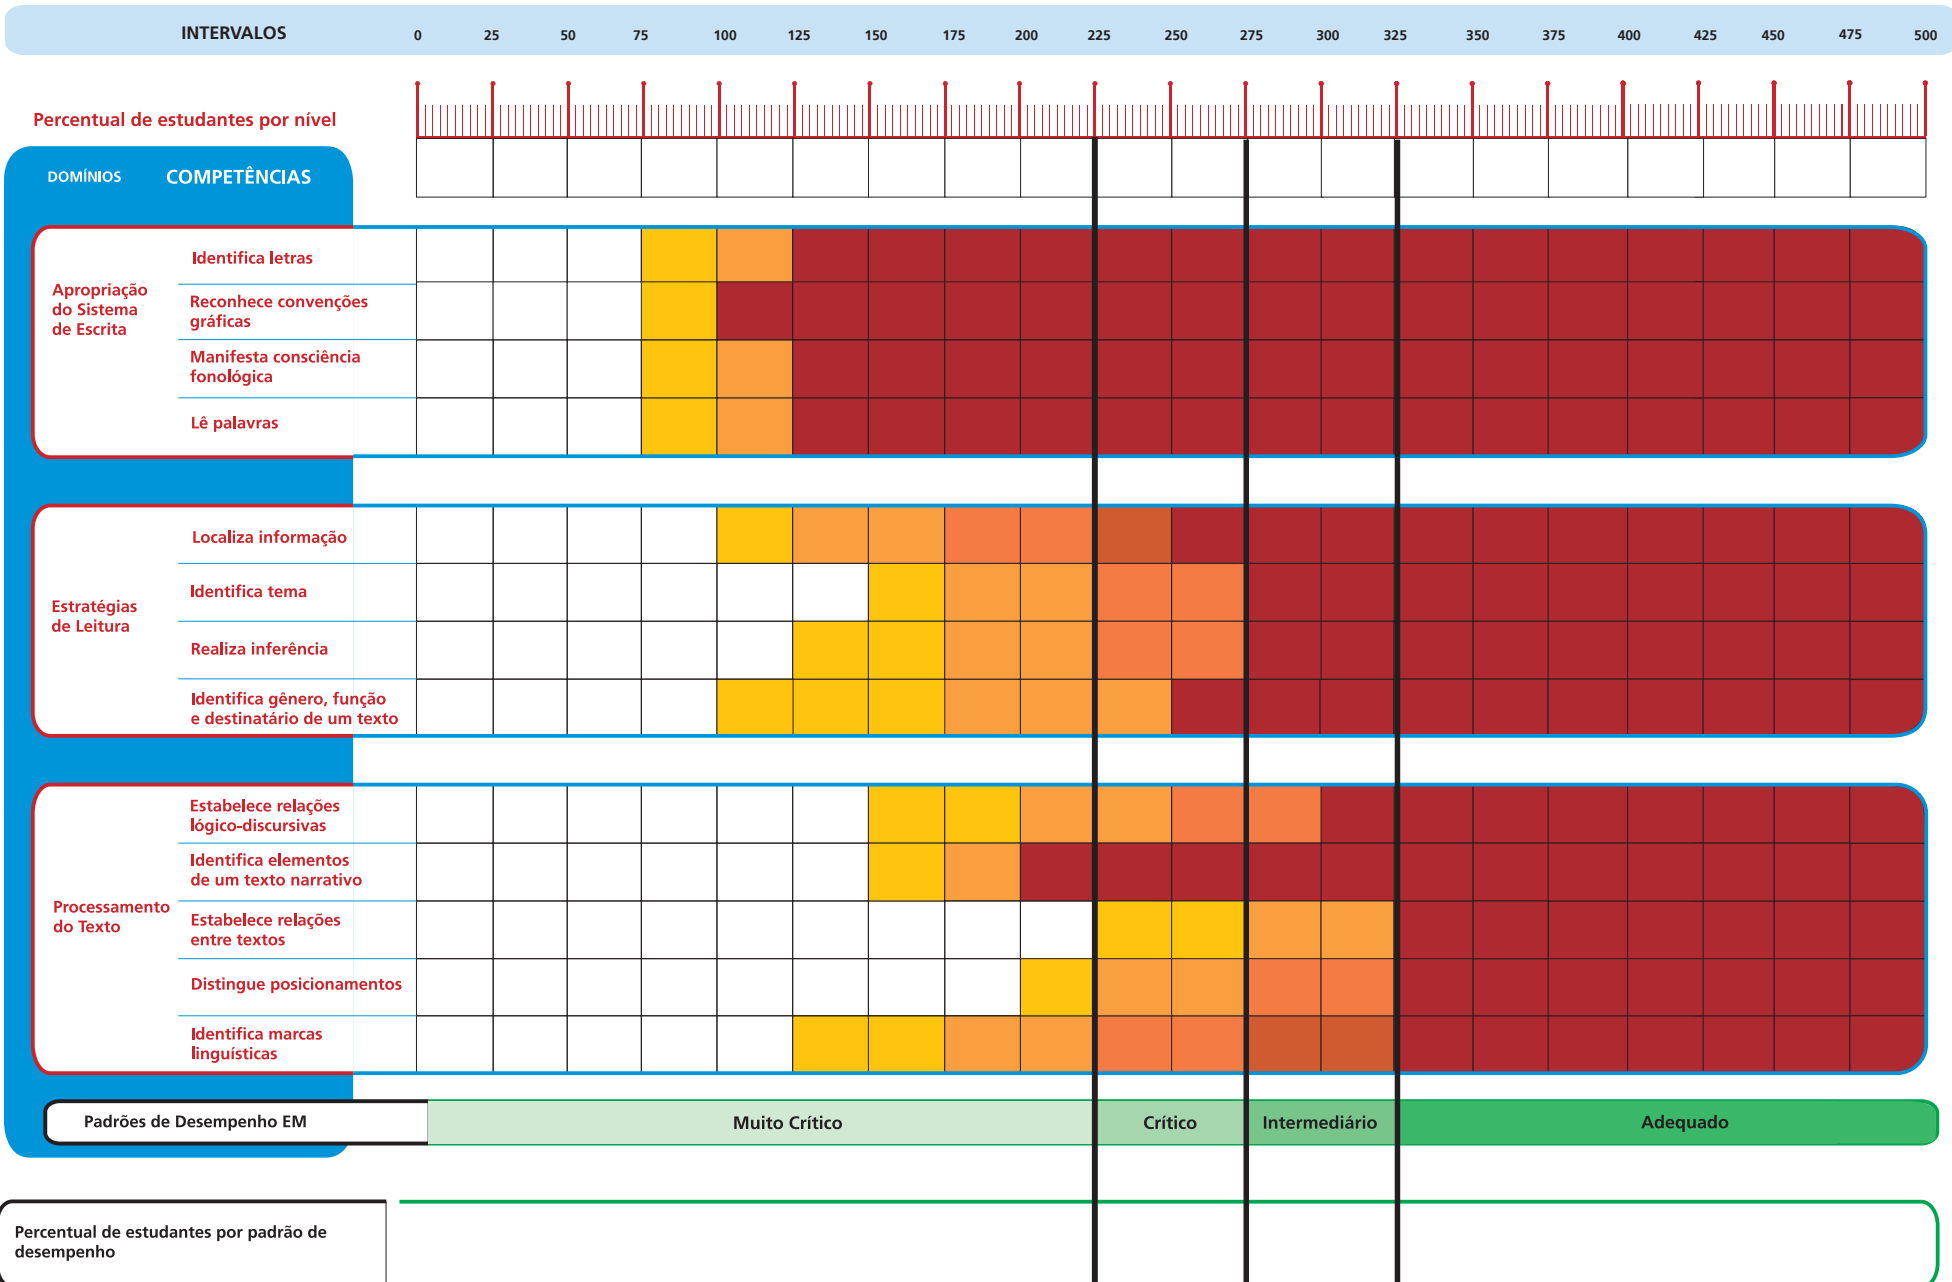 INTERVALOS 0 25 50 75 100 125 150 175 200 225 250 275 300 325 350 375 400 425 450 475 500
Percentual de estudantes por nível
DOMÍNIOS COMPETÊNCIAS
Apropriação
do Sistema
de Escrita
Identifica letras
Reconhece convenções
gráficas
Manifesta consciência
fonológica
Lê palavras
Estratégias
de Leitura
Localiza informação
Identifica tema
Realiza inferência
Identifica gênero, função
e destinatário de um texto
Processamento
do Texto
Estabelece relações
lógico-discursivas
Identifica elementos
de um texto narrativo
Estabelece relações
entre textos
Distingue posicionamentos
Identifica marcas
linguísticas
Padrões de Desempenho EM Muito Crítico Crítico Intermediário Adequado
Percentual de estudantes por padrão de
desempenho